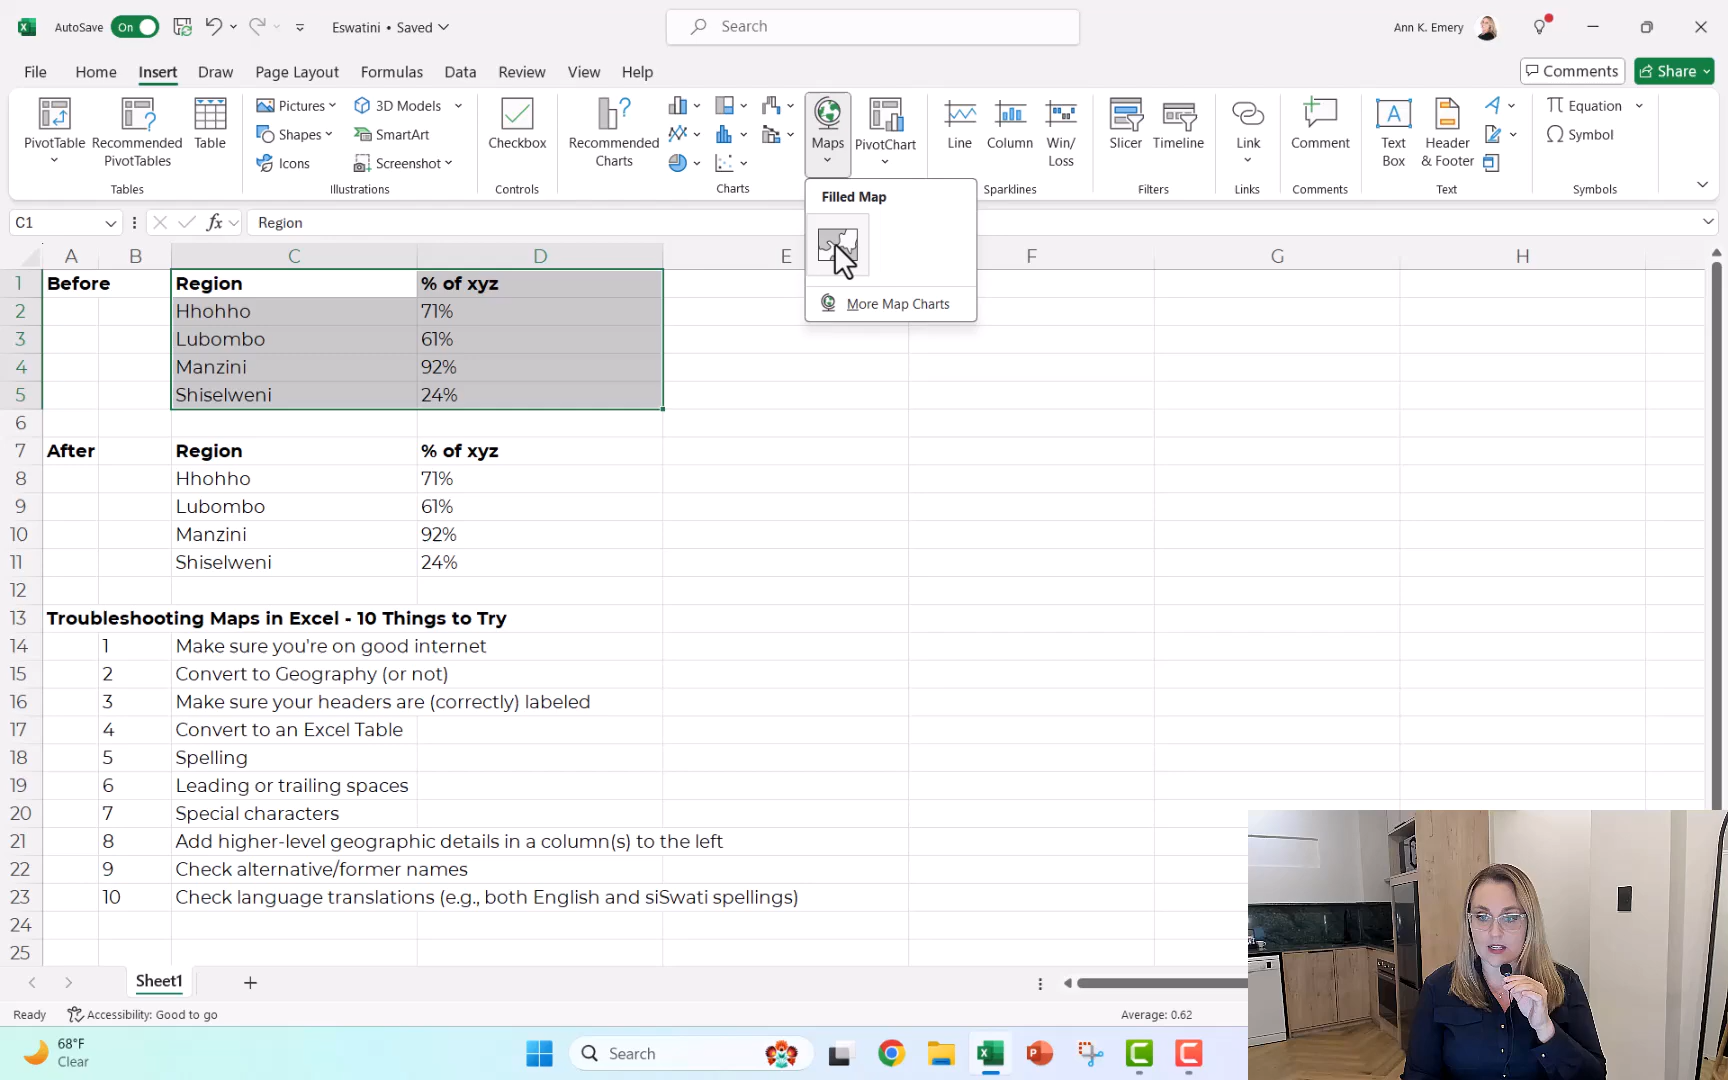 AutoSave On Eswatini • Saved Search Ann K. Emery
File Home Insert Draw Page Layout Formulas Data Review View Help Comments Share
PivotTable Recommended PivotTables Table
Tables
Pictures 3D Models
Shapes SmartArt
Icons Screenshot
Illustrations
Checkbox
Controls
Recommended Charts
Charts
Maps PivotChart
Line Column Win/ Loss
Sparklines
Slicer Timeline
Filters
Link
Links
Comment
Comments
Text Box Header & Footer
Text
Equation
Symbol
Symbols
Filled Map
More Map Charts
C1 fx Region
A B C D E F G H
1 Before Region % of xyz
2 Hhohho 71%
3 Lubombo 61%
4 Manzini 92%
5 Shiselweni 24%
6
7 After Region % of xyz
8 Hhohho 71%
9 Lubombo 61%
10 Manzini 92%
11 Shiselweni 24%
12
13 Troubleshooting Maps in Excel - 10 Things to Try
14 1 Make sure you're on good internet
15 2 Convert to Geography (or not)
16 3 Make sure your headers are (correctly) labeled
17 4 Convert to an Excel Table
18 5 Spelling
19 6 Leading or trailing spaces
20 7 Special characters
21 8 Add higher-level geographic details in a column(s) to the left
22 9 Check alternative/former names
23 10 Check language translations (e.g., both English and siSwati spellings)
24
25
Sheet1
Ready Accessibility: Good to go Average: 0.62
68°F
Clear
Search